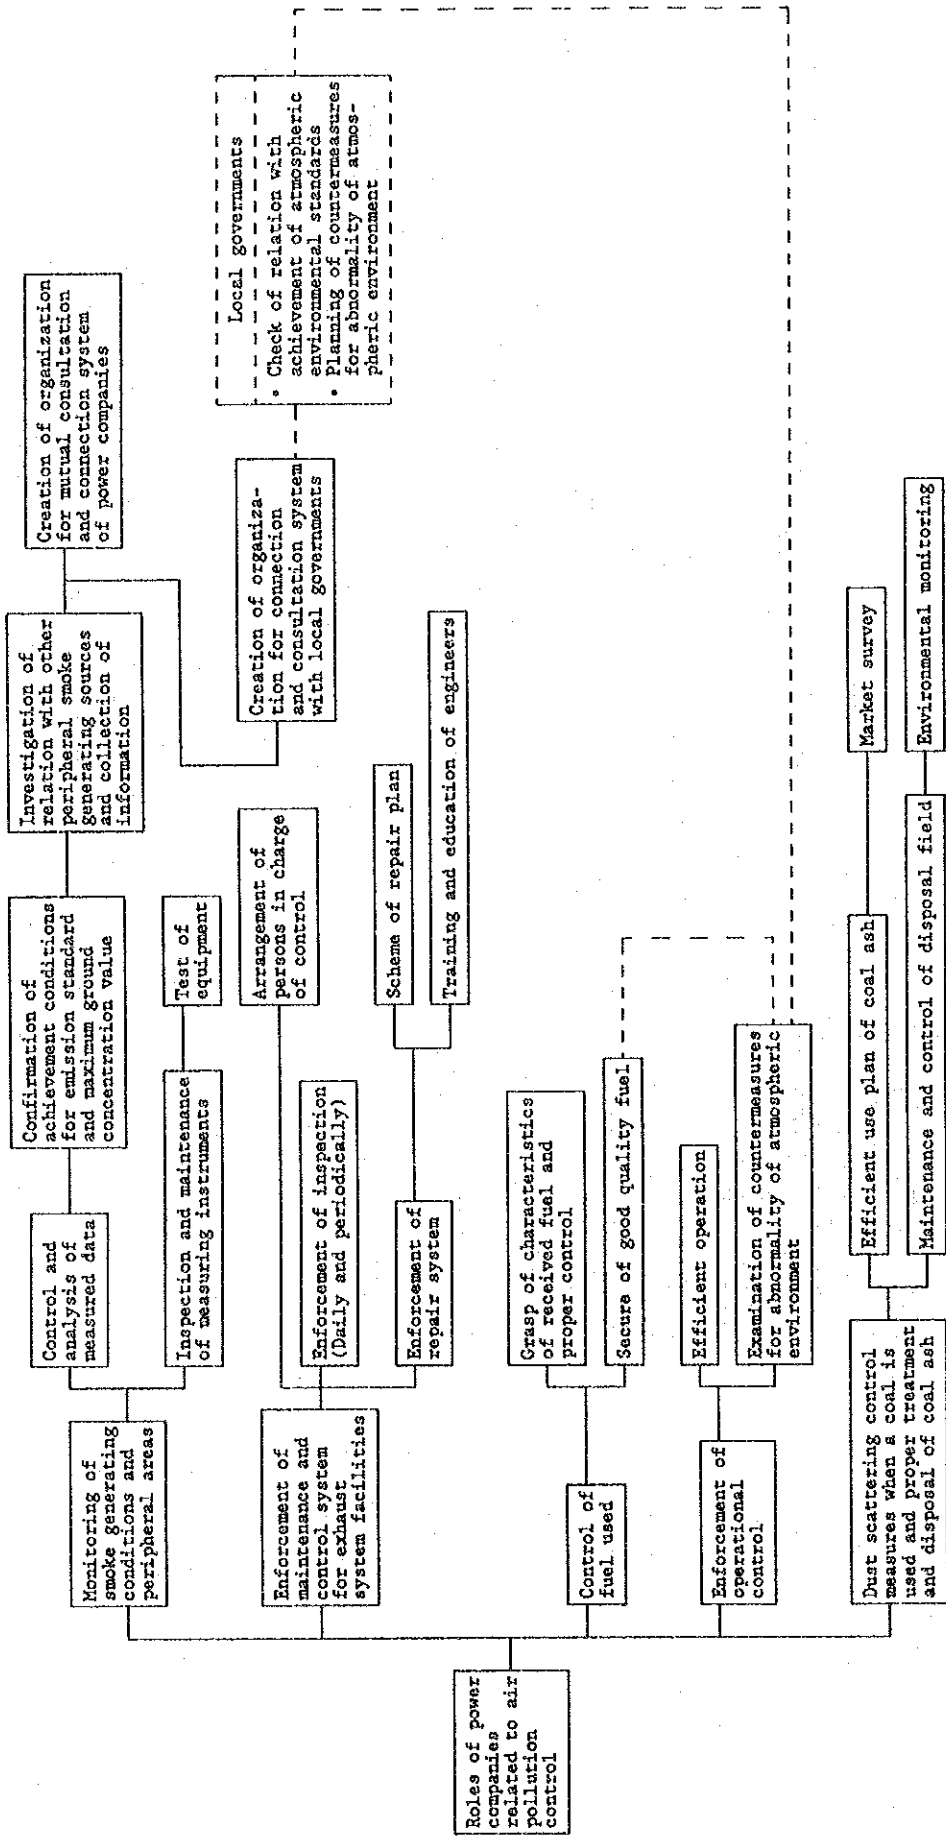 Roles of power
companies
related to air
pollution
control
Monitoring of
smoke generating
conditions and
peripheral areas
Control and
analysis of
measured data
Confirmation of
achievement conditions
for emission standard
and maximum ground
concentration value
Investigation of
relation with other
peripheral smoke
generating sources
and collection of
information
Creation of organization
for mutual consultation
and connection system
of power companies
Creation of organiza-
tion for connection
and consultation system
with local governments
Local governments
• Check of relation with
achievement of atmospheric
environmental standards
• Planning of countermeasures
for abnormality of atmos-
pheric environment
Inspection and maintenance
of measuring instruments
Test of
equipment
Enforcement of
maintenance and
control system
for exhaust
system facilities
Arrangement of
persons in charge
of control
Enforcement of inspection
(Daily and periodically)
Enforcement of
repair system
Scheme of repair plan
Training and education of engineers
Control of
fuel used
Grasp of characteristics
of received fuel and
proper control
Secure of good quality fuel
Enforcement of
operational
control
Efficient operation
Examination of countermeasures
for abnormality of atmospheric
environment
Dust scattering control
measures when a coal is
used and proper treatment
and disposal of coal ash
Efficient use plan of coal ash
Market survey
Maintenance and control of disposal field
Environmental monitoring